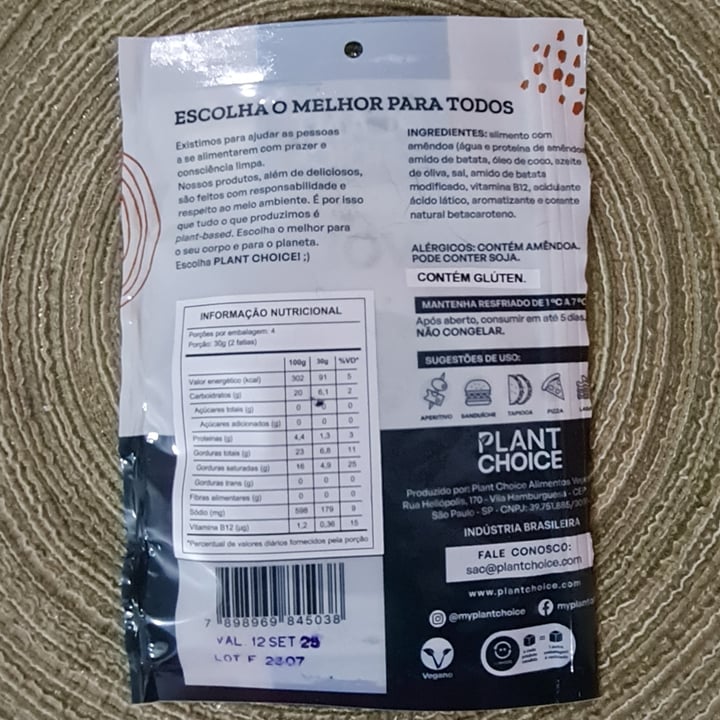 ESCOLHA O MELHOR PARA TODOS
Existimos para ajudar as pessoas
a se alimentarem com prazer e
consciência limpa.
Nossos produtos, além de deliciosos,
são feitos com responsabilidade e
respeito ao meio ambiente. É por isso
que tudo o que produzimos é
plant-based. Escolha o melhor para
o seu corpo e para o planeta.
Escolha PLANT CHOICE! ;)
INGREDIENTES: alimento com
amêndoa (água e proteína de amêndoa
amido de batata, óleo de coco, azeite
de oliva, sal, amido de batata
modificado, vitamina B12, acidulante
ácido lático, aromatizante e corante
natural betacaroteno.
ALÉRGICOS: CONTÉM AMÊNDOA.
PODE CONTER SOJA.
CONTÉM GLÚTEN.
MANTENHA RESFRIADO DE 1ºC A 7ºC
Após aberto, consumir em até 5 dias.
NÃO CONGELAR.
SUGESTÕES DE USO:
APERITIVO SANDUÍCHE TAPIOCA PIZZA
INFORMAÇÃO NUTRICIONAL
Porções por embalagem: 4
Porção: 30g (2 fatias)
100g 30g %VD*
Valor energético (kcal) 302 91 5
Carboidratos (g) 20 6,1 2
Açúcares totais (g) 0 0 0
Açúcares adicionados (g) 0 0 0
Proteínas (g) 4,4 1,3 3
Gorduras totais (g) 23 6,8 11
Gorduras saturadas (g) 16 4,9 25
Gorduras trans (g) 0 0 0
Fibras alimentares (g) 0 0 0
Sódio (mg) 598 179 9
Vitamina B12 (µg) 1,2 0,36 15
*Percentual de valores diários fornecidos pela porção
7 898969 845038
VAL. 12 SET 25
LOT F 2307
PLANT
CHOICE
Produzido por: Plant Choice Alimentos
Rua Heliópolis, 170 - Vila Hamburguesa - CEP
São Paulo - SP - CNPJ: 39.751.885/
INDÚSTRIA BRASILEIRA
FALE CONOSCO:
sac@plantchoice.com
www.plantchoice.com
@myplantchoice
Vegano